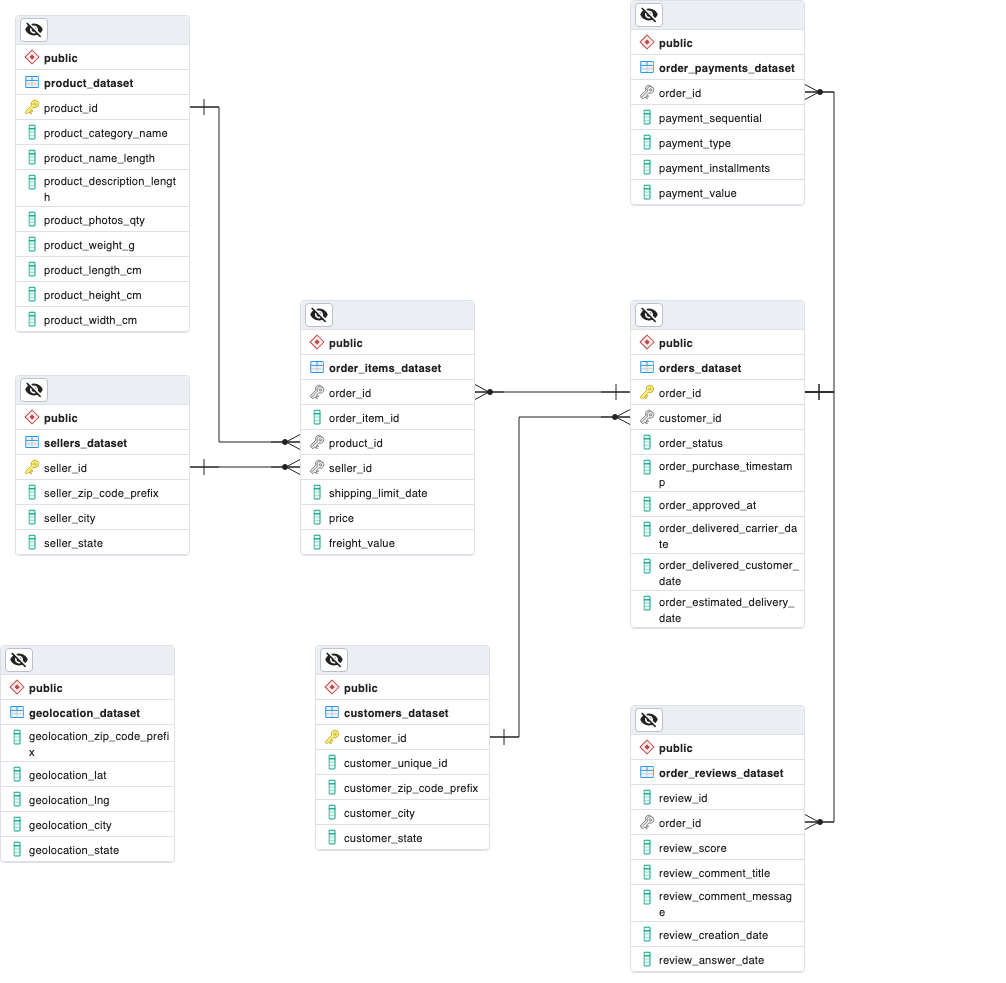 public
product_dataset
product_id
product_category_name
product_name_length
product_description_lengt
h
product_photos_qty
product_weight_g
product_length_cm
product_height_cm
product_width_cm
public
order_payments_dataset
order_id
payment_sequential
payment_type
payment_installments
payment_value
public
sellers_dataset
seller_id
seller_zip_code_prefix
seller_city
seller_state
public
order_items_dataset
order_id
order_item_id
product_id
seller_id
shipping_limit_date
price
freight_value
public
orders_dataset
order_id
customer_id
order_status
order_purchase_timestam
p
order_approved_at
order_delivered_carrier_da
te
order_delivered_customer_
date
order_estimated_delivery_
date
public
geolocation_dataset
geolocation_zip_code_prefi
x
geolocation_lat
geolocation_lng
geolocation_city
geolocation_state
public
customers_dataset
customer_id
customer_unique_id
customer_zip_code_prefix
customer_city
customer_state
public
order_reviews_dataset
review_id
order_id
review_score
review_comment_title
review_comment_messag
e
review_creation_date
review_answer_date